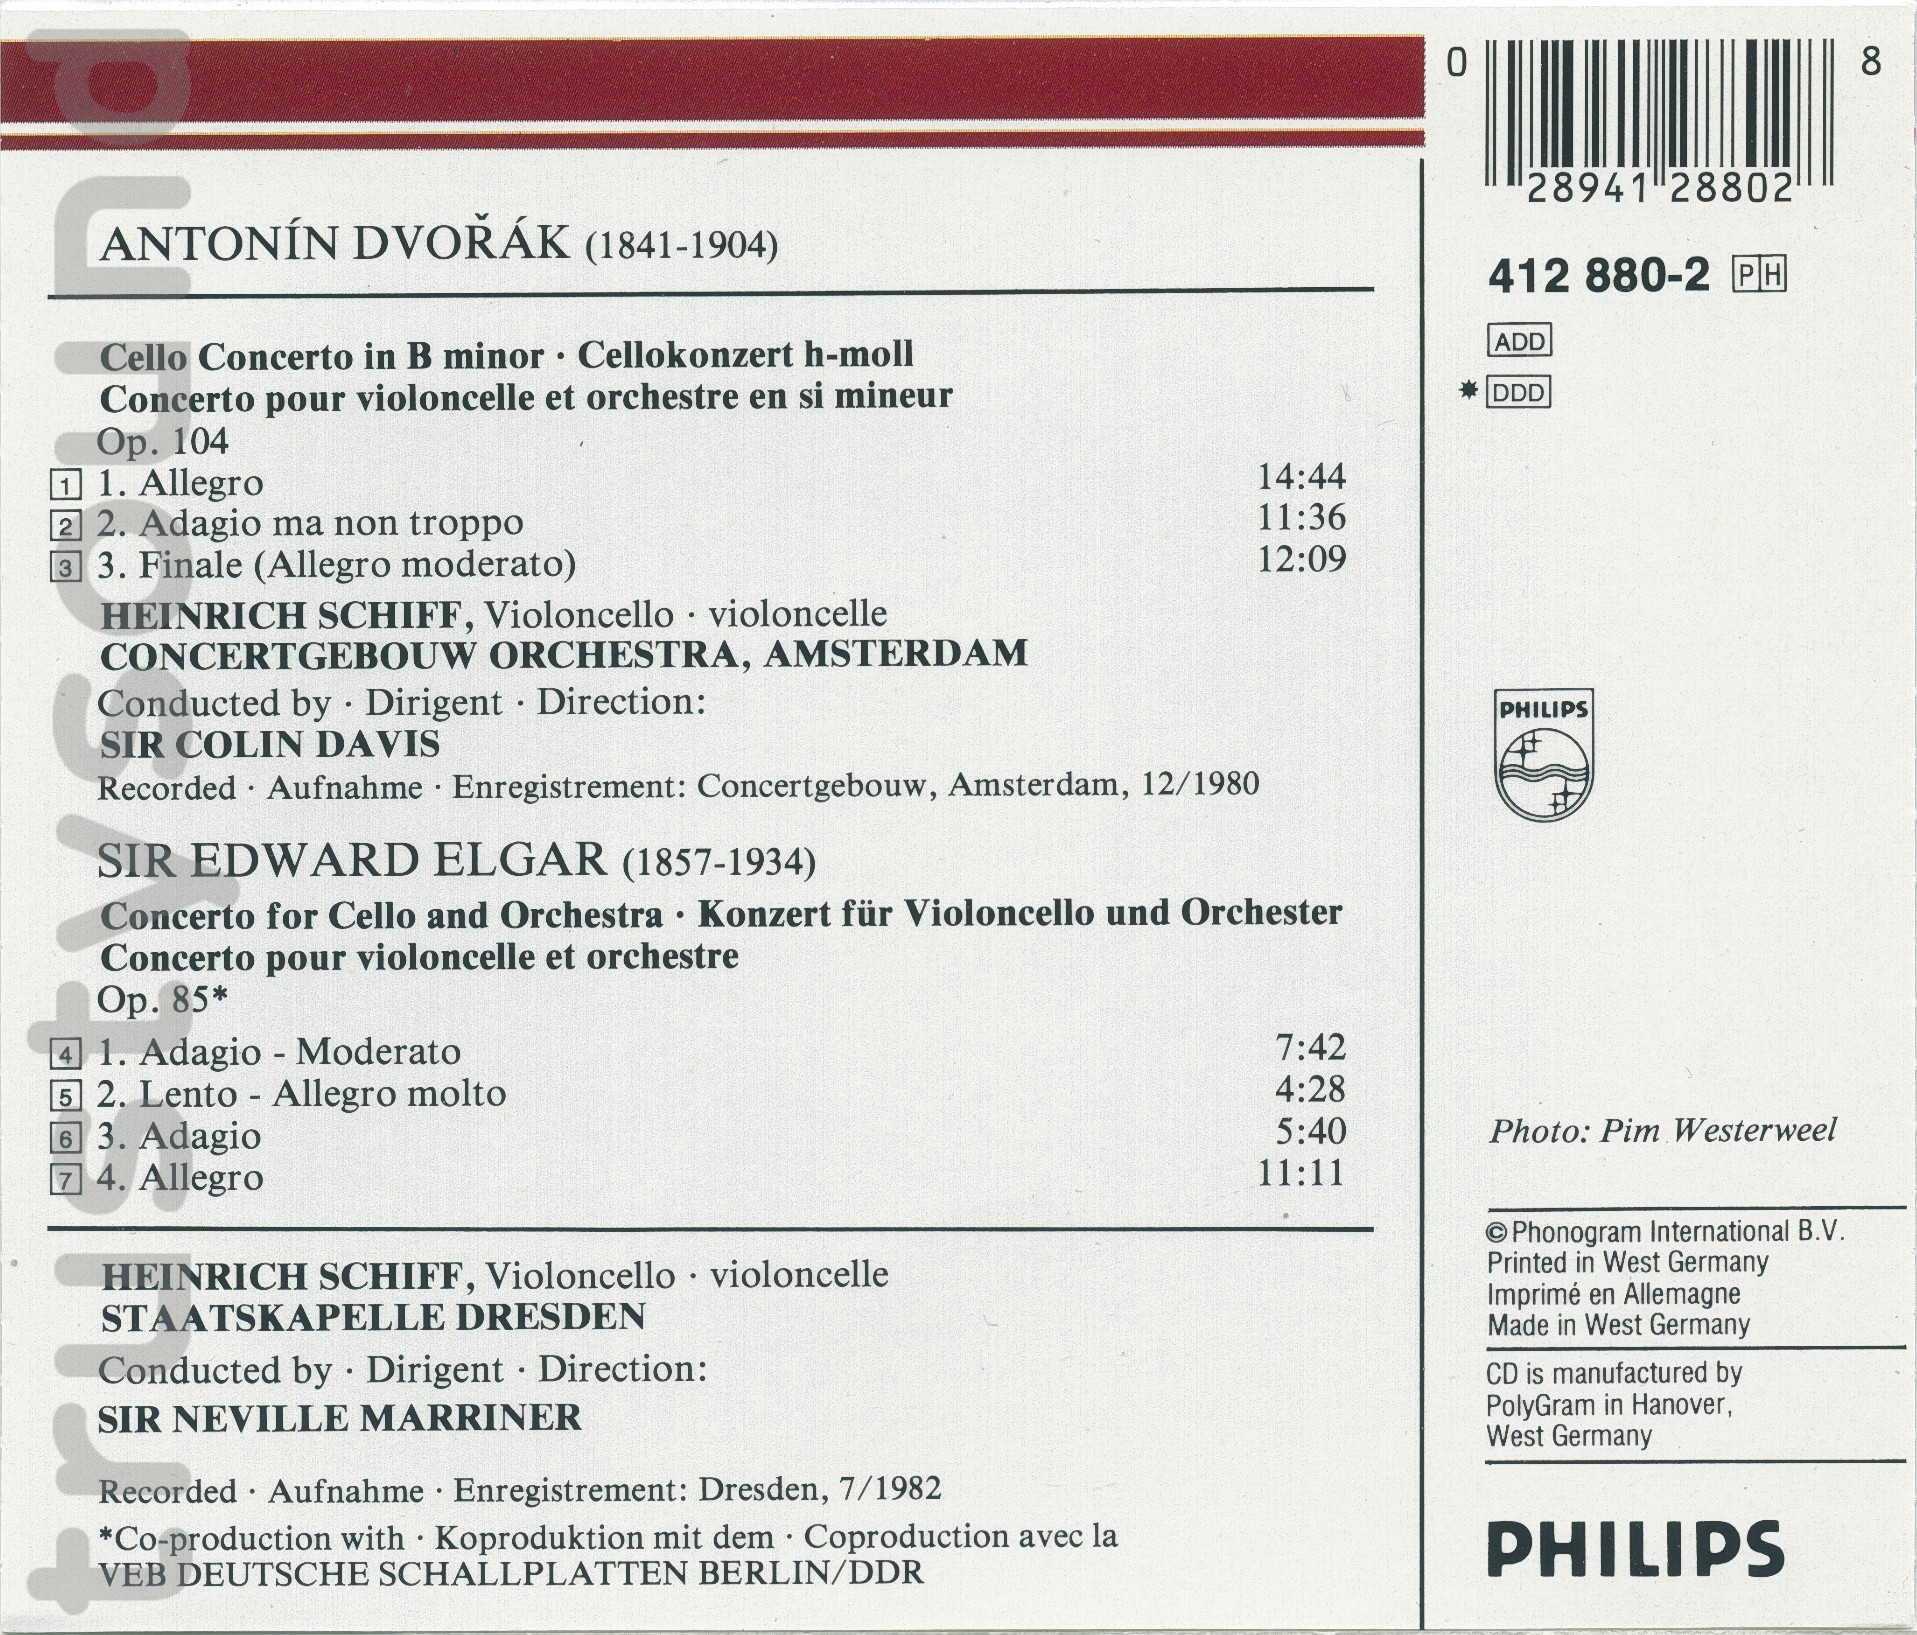 ANTONÍN DVOŘÁK (1841-1904)
Cello Concerto in B minor · Cellokonzert h-moll
Concerto pour violoncelle et orchestre en si mineur
Op. 104
1 1. Allegro 14:44
2 2. Adagio ma non troppo 11:36
3 3. Finale (Allegro moderato) 12:09
HEINRICH SCHIFF, Violoncello · violoncelle
CONCERTGEBOUW ORCHESTRA, AMSTERDAM
Conducted by · Dirigent · Direction:
SIR COLIN DAVIS
Recorded · Aufnahme · Enregistrement: Concertgebouw, Amsterdam, 12/1980
SIR EDWARD ELGAR (1857-1934)
Concerto for Cello and Orchestra · Konzert für Violoncello und Orchester
Concerto pour violoncelle et orchestre
Op. 85*
4 1. Adagio - Moderato 7:42
5 2. Lento - Allegro molto 4:28
6 3. Adagio 5:40
7 4. Allegro 11:11
HEINRICH SCHIFF, Violoncello · violoncelle
STAATSKAPELLE DRESDEN
Conducted by · Dirigent · Direction:
SIR NEVILLE MARRINER
Recorded · Aufnahme · Enregistrement: Dresden, 7/1982
*Co-production with · Koproduktion mit dem · Coproduction avec la
VEB DEUTSCHE SCHALLPLATTEN BERLIN/DDR
0 28941 28802 8
412 880-2 PH
ADD
* DDD
PHILIPS
Photo: Pim Westerweel
© Phonogram International B.V.
Printed in West Germany
Imprimé en Allemagne
Made in West Germany
CD is manufactured by
PolyGram in Hanover,
West Germany
PHILIPS
trustysound